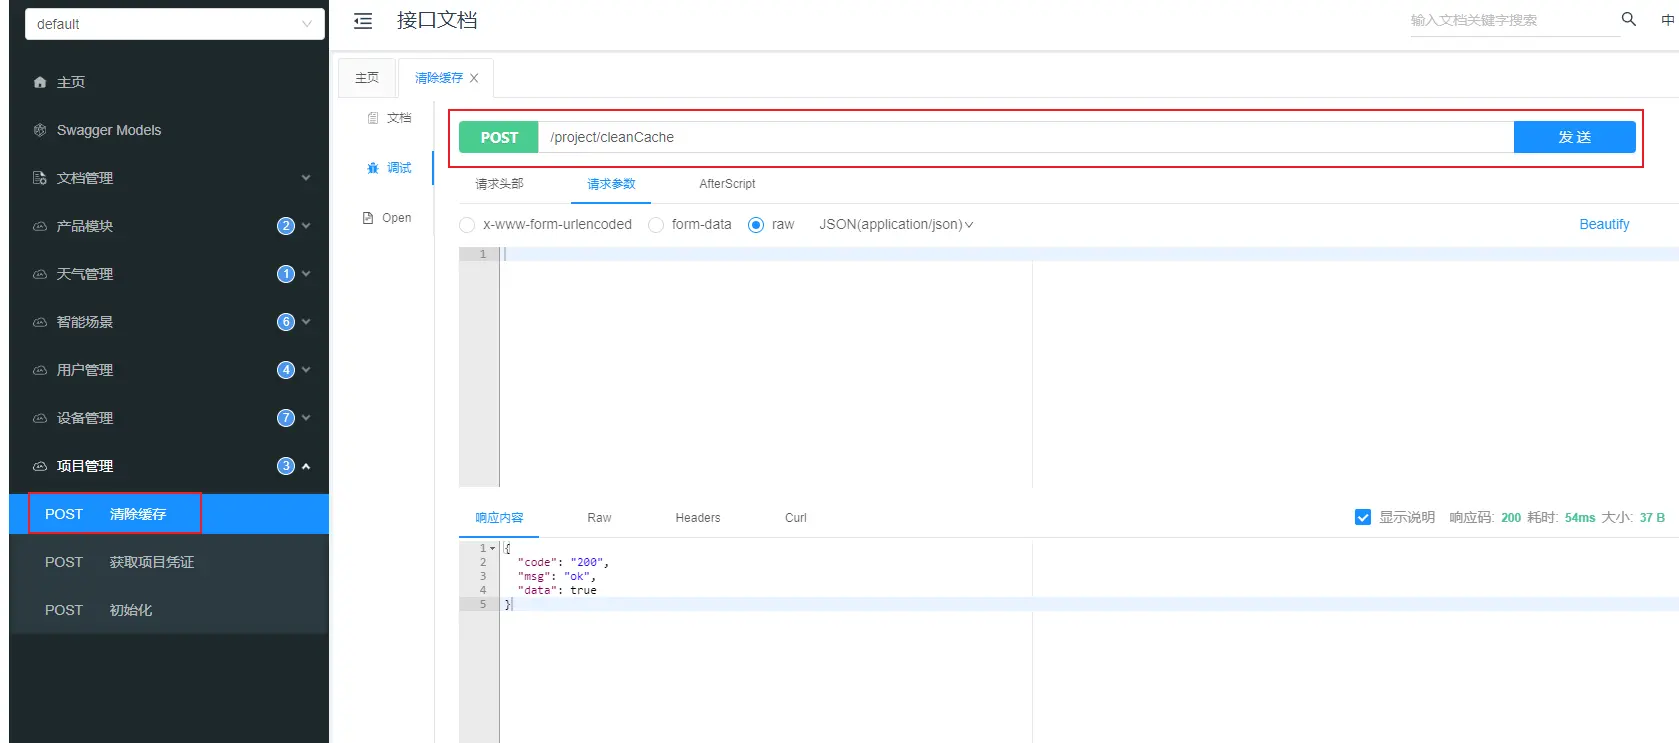 default
接口文档
输入文档关键字搜索
中
主页
Swagger Models
文档管理
产品模块 2
天气管理 1
智能场景 6
用户管理 4
设备管理 7
项目管理 3
POST 清除缓存
POST 获取项目凭证
POST 初始化
主页
清除缓存
文档
调试
Open
POST /project/cleanCache 发送
请求头部 请求参数 AfterScript
x-www-form-urlencoded form-data raw JSON(application/json) Beautify
1
响应内容 Raw Headers Curl
显示说明 响应码: 200 耗时: 54ms 大小: 37 B
1 {
2 "code": "200",
3 "msg": "ok",
4 "data": true
5 }